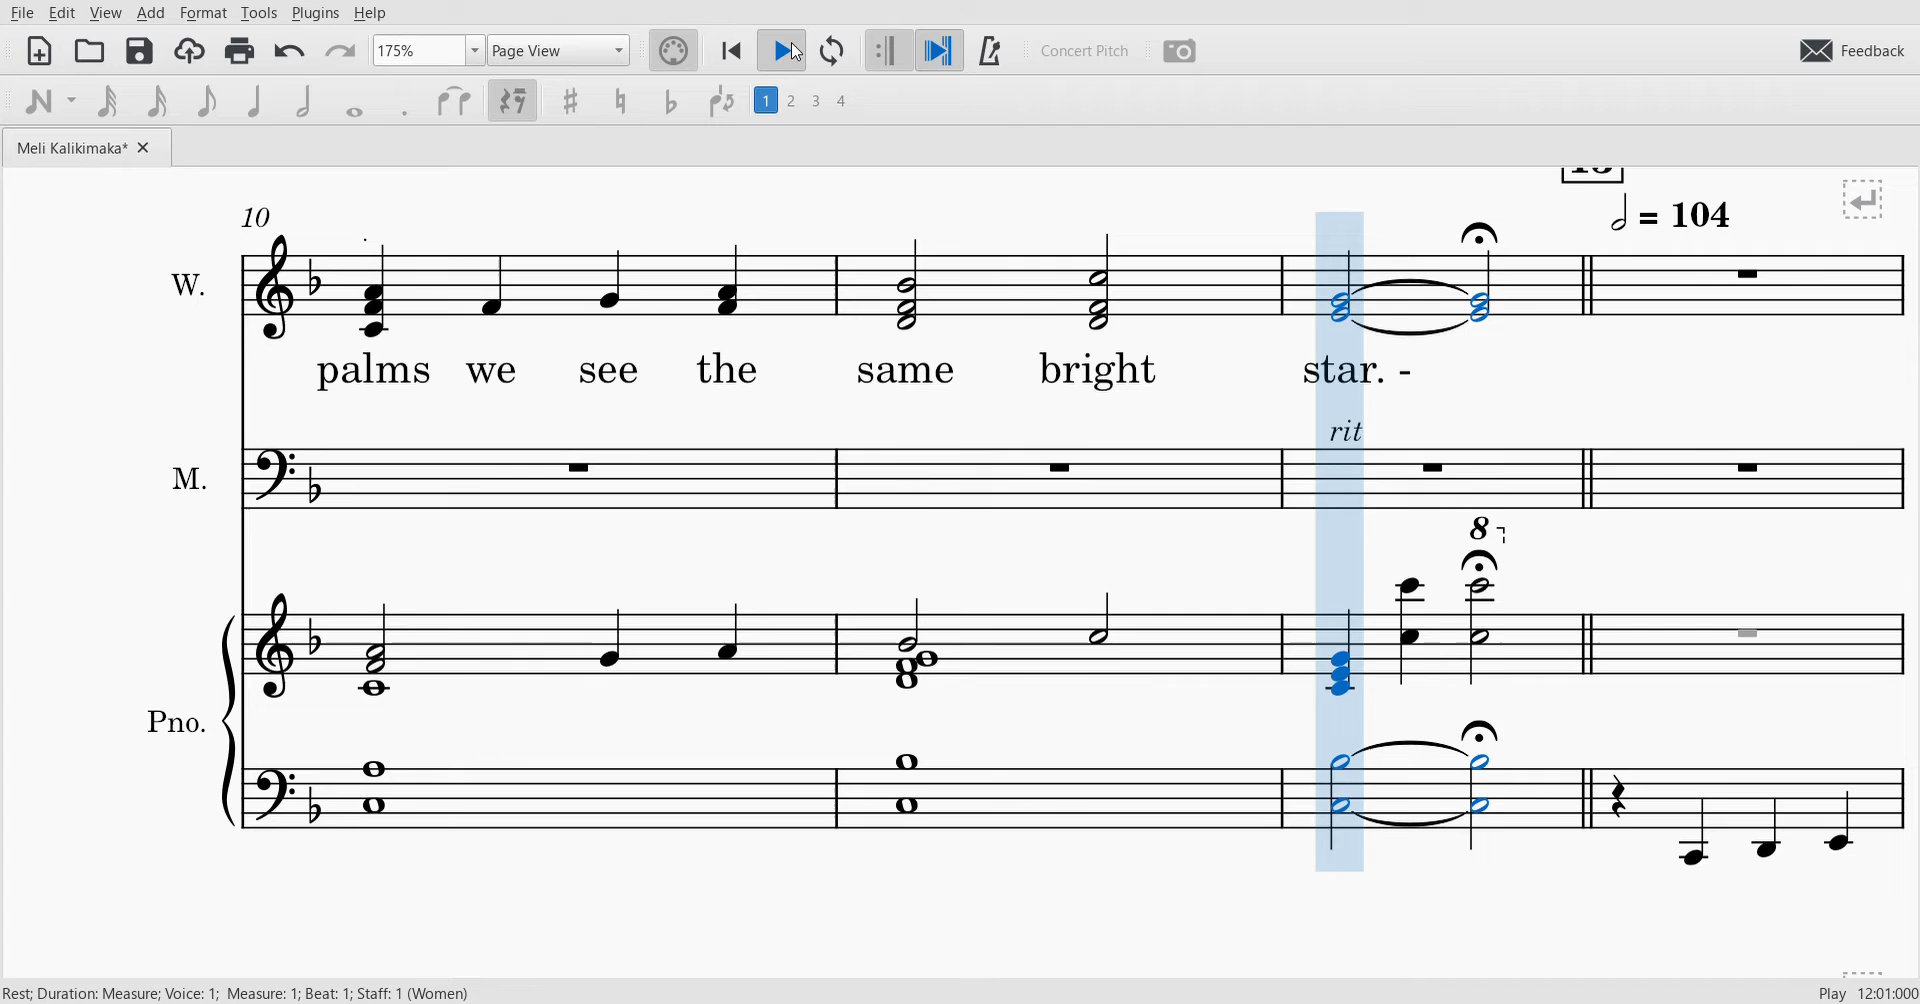 File Edit View Add Format Tools Plugins Help
175% Page View Concert Pitch Feedback
1 2 3 4
Meli Kalikimaka*
10
= 104
W.
palms we see the same bright star. -
rit
M.
8
Pno.
Rest; Duration: Measure; Voice: 1; Measure: 1; Beat: 1; Staff: 1 (Women) Play 12:01:000